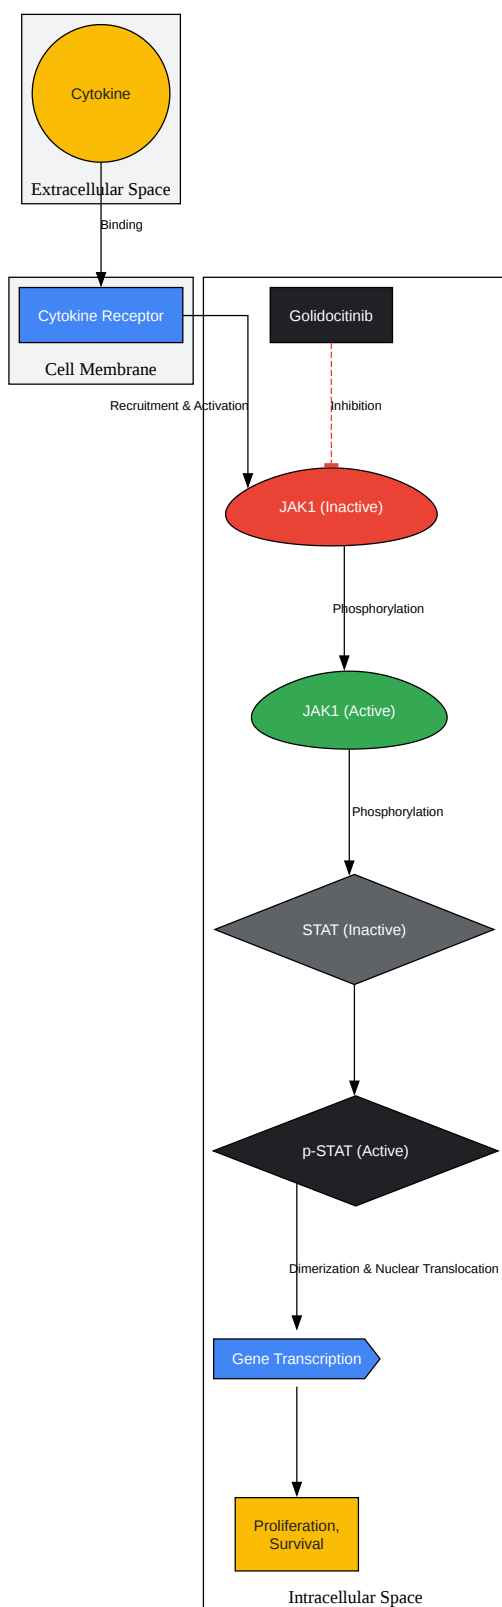 Cytokine
Extracellular Space
Binding
Cytokine Receptor
Golidocitinib
Cell Membrane
Recruitment & Activation
Inhibition
JAK1 (Inactive)
Phosphorylation
JAK1 (Active)
Phosphorylation
STAT (Inactive)
p-STAT (Active)
Dimerization & Nuclear Translocation
Gene Transcription
Proliferation,
Survival
Intracellular Space